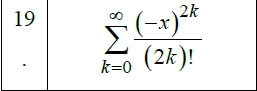 19
.
∑_{k=0}^{∞} (−x)^{2k} / (2k)!